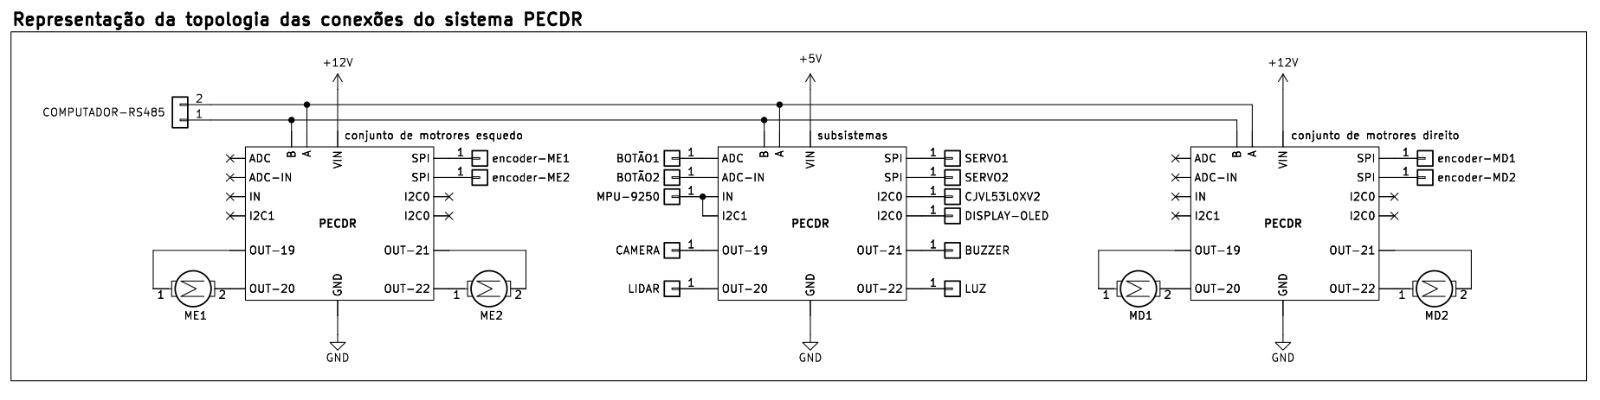 Representação da topologia das conexões do sistema PECDR
+12V
+5V
+12V
COMPUTADOR-RS485
2
1
conjunto de motrores esquedo
B A VIN
ADC
ADC-IN
IN
I2C1
OUT-19
OUT-20
PECDR
SPI
SPI
I2C0
I2C0
OUT-21
OUT-22
GND
1 encoder-ME1
1 encoder-ME2
1 2
ME1
1 2
ME2
GND
subsistemas
B A VIN
BOTÃO1 1
BOTÃO2 1
MPU-9250 1
CAMERA 1
LIDAR 1
ADC
ADC-IN
IN
I2C1
OUT-19
OUT-20
PECDR
SPI
SPI
I2C0
I2C0
OUT-21
OUT-22
GND
1 SERVO1
1 SERVO2
1 CJVL53L0XV2
1 DISPLAY-OLED
1 BUZZER
1 LUZ
GND
conjunto de motrores direito
B A VIN
ADC
ADC-IN
IN
I2C1
OUT-19
OUT-20
PECDR
SPI
SPI
I2C0
I2C0
OUT-21
OUT-22
GND
1 encoder-MD1
1 encoder-MD2
1 2
MD1
1 2
MD2
GND